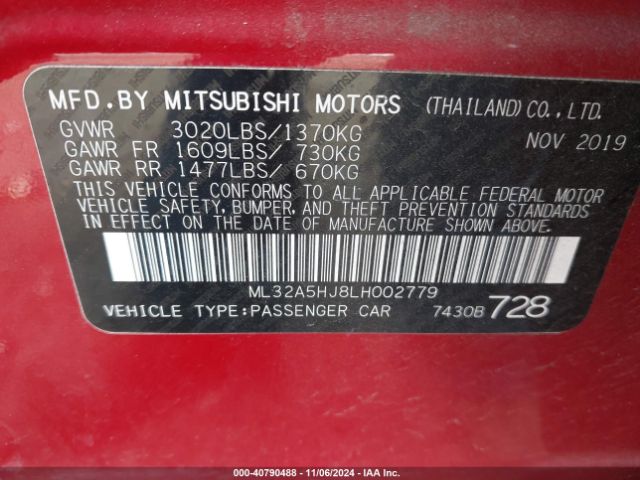 MFD.BY MITSUBISHI MOTORS (THAILAND)CO.,LTD.
GVWR 3020LBS/1370KG NOV 2019
GAWR FR 1609LBS/ 730KG
GAWR RR 1477LBS/ 670KG
THIS VEHICLE CONFORMS TO ALL APPLICABLE FEDERAL MOTOR
VEHICLE SAFETY, BUMPER, AND THEFT PREVENTION STANDARDS
IN EFFECT ON THE DATE OF MANUFACTURE SHOWN ABOVE.
ML32A5HJ8LH002779
VEHICLE TYPE:PASSENGER CAR 7430B 728
000-40790488 - 11/06/2024 - IAA Inc.